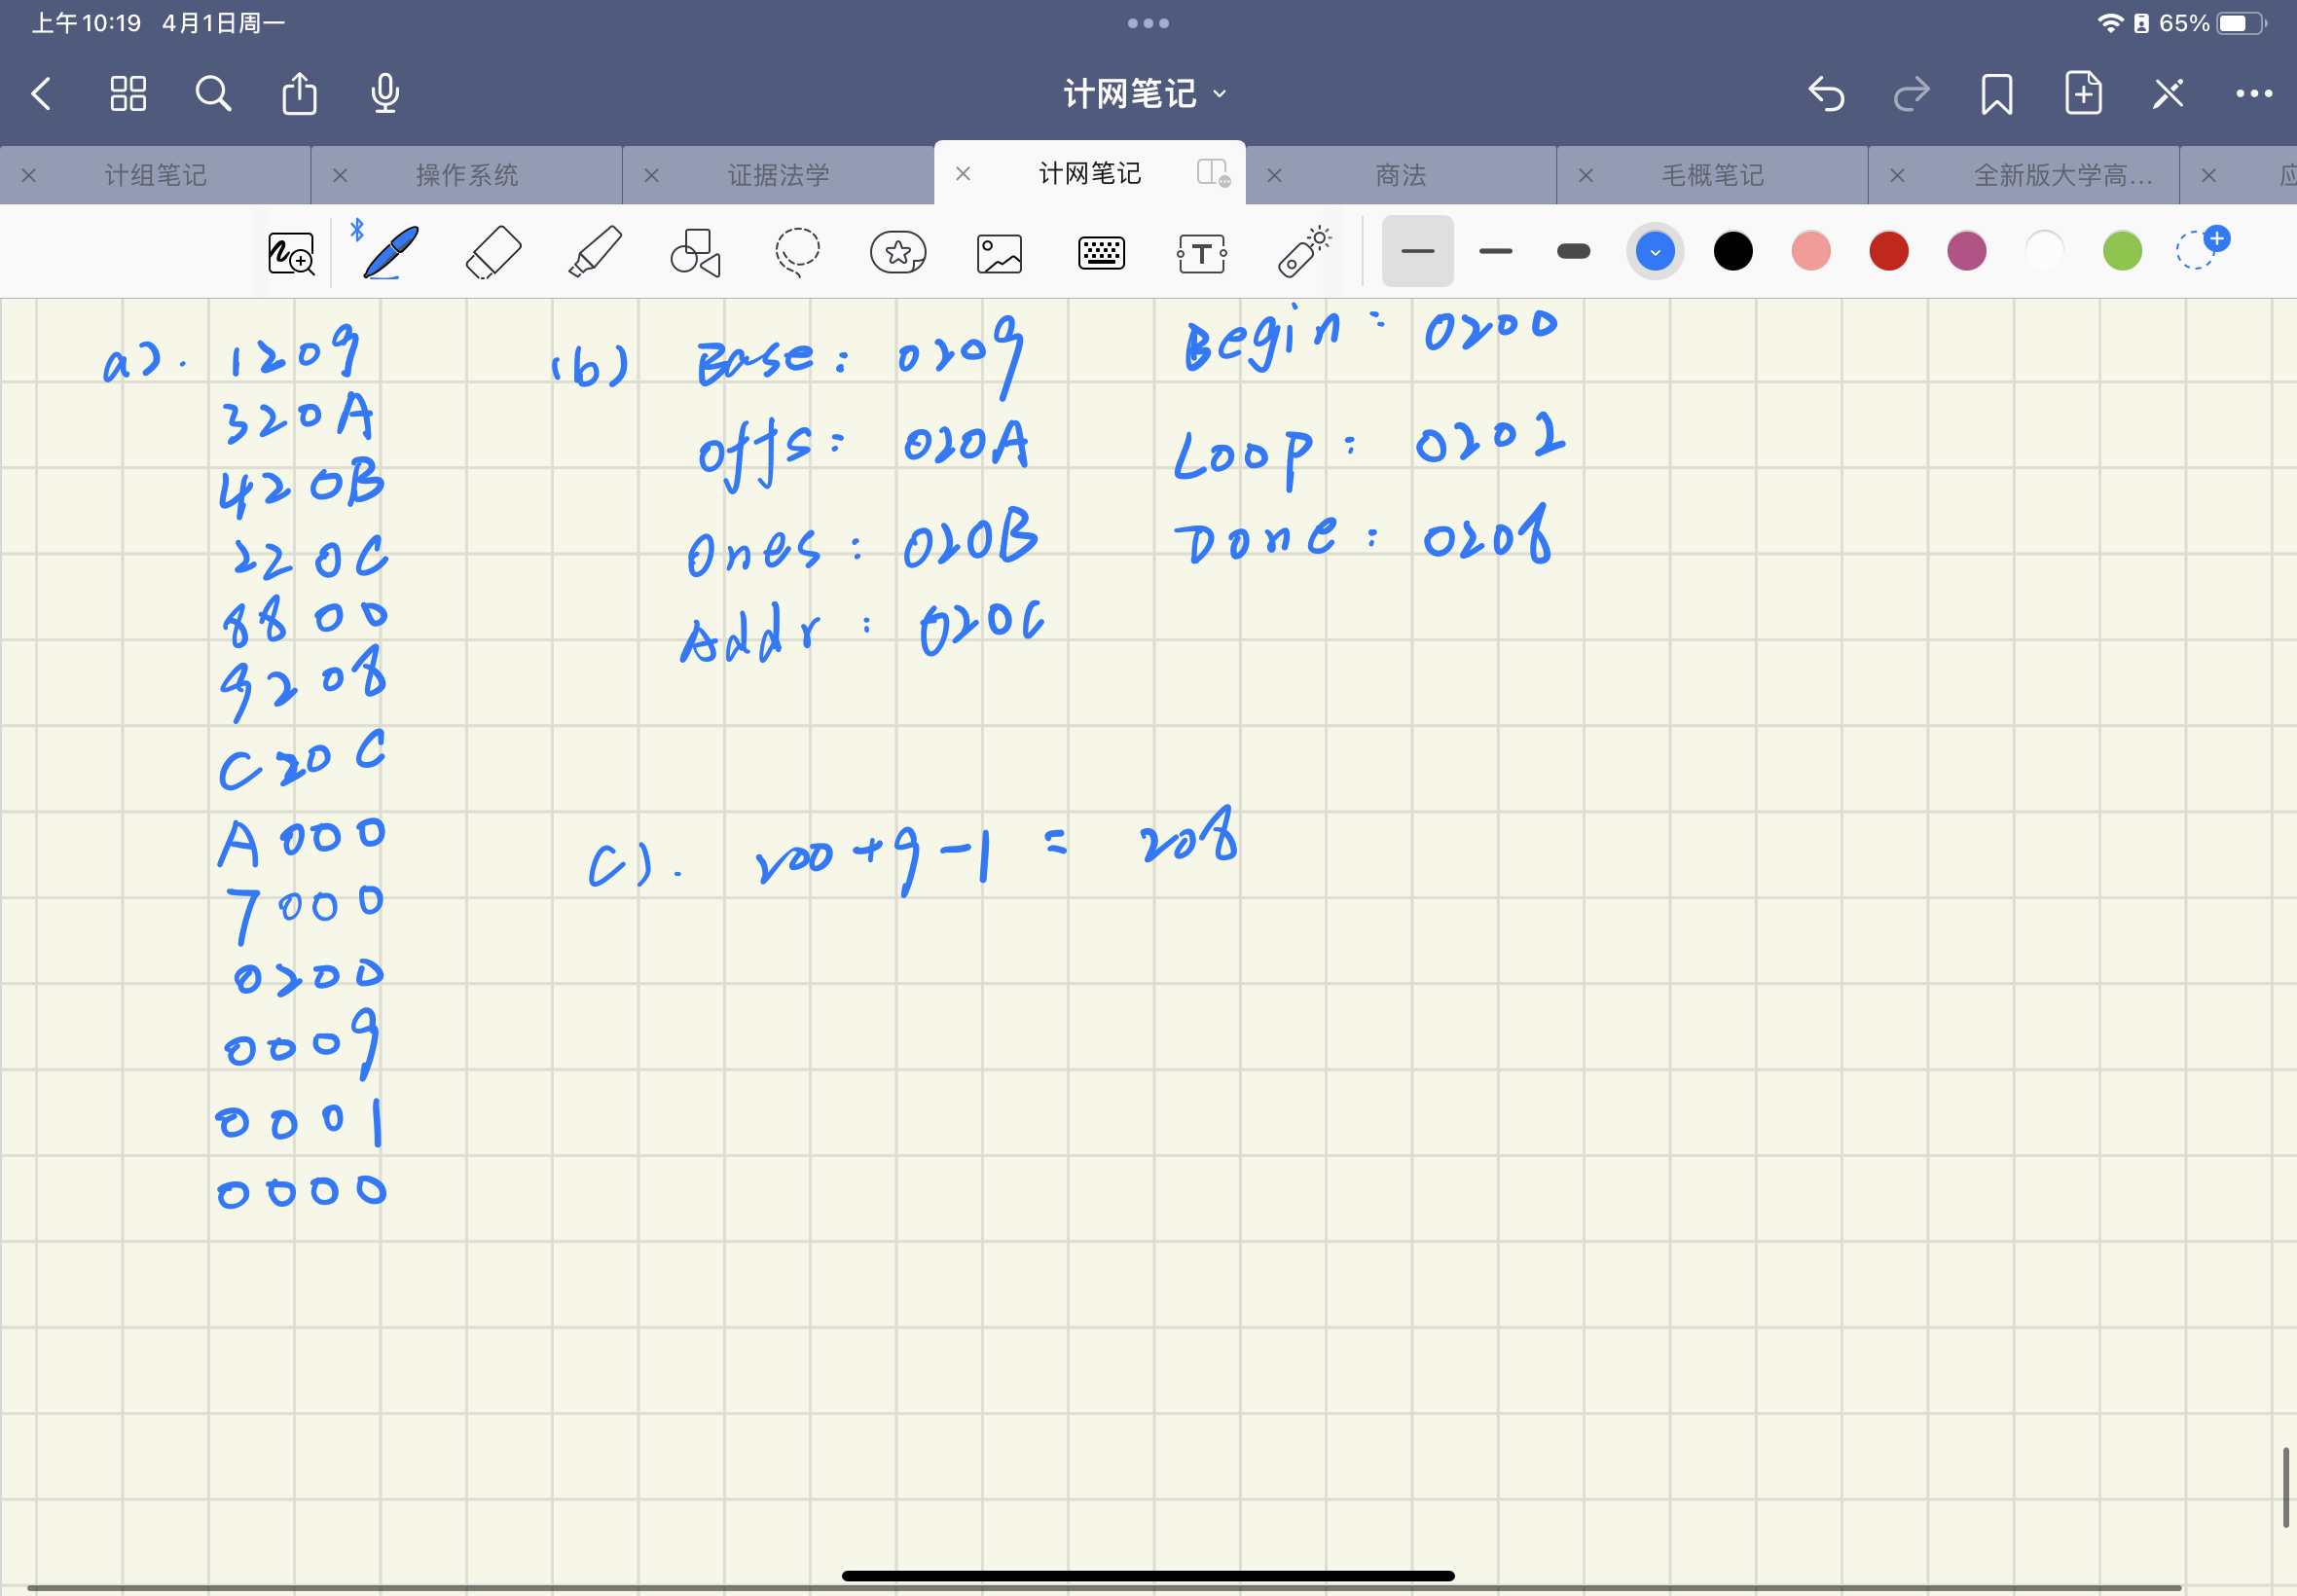 上午10:19 4月1日周一
65%
计网笔记
计组笔记 操作系统 证据法学 计网笔记 商法 毛概笔记 全新版大学高...
T
a). 1209
320A
420B
220C
8800
9208
C20C
A000
7000
0200
0009
0001
0000
(b) Base: 0209
offs: 020A
Ones: 020B
Addr: 020C
Begin: 0200
Loop: 0202
Done: 0208
C). 200+9-1= 208